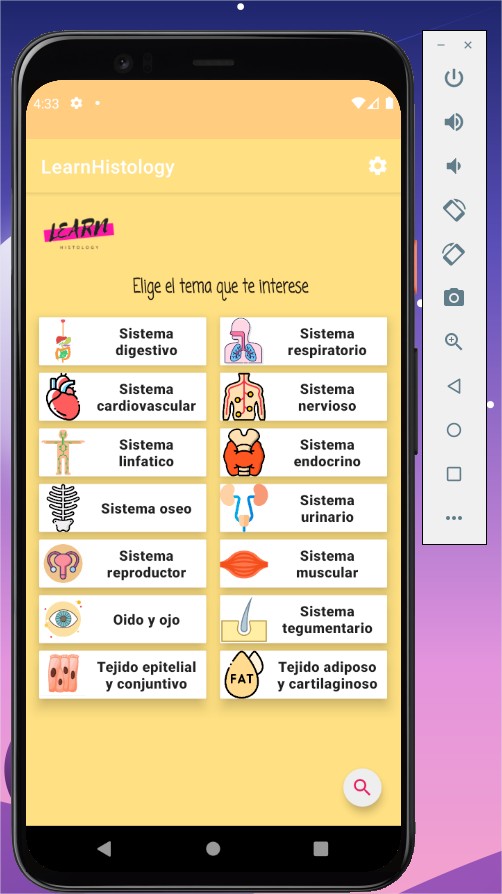 4:33
LearnHistology
LEARN
HISTOLOGY
Elige el tema que te interese
Sistema
digestivo
Sistema
respiratorio
Sistema
cardiovascular
Sistema
nervioso
Sistema
linfatico
Sistema
endocrino
Sistema oseo
Sistema
urinario
Sistema
reproductor
Sistema
muscular
Oido y ojo
Sistema
tegumentario
Tejido epitelial
y conjuntivo
FAT
Tejido adiposo
y cartilaginoso